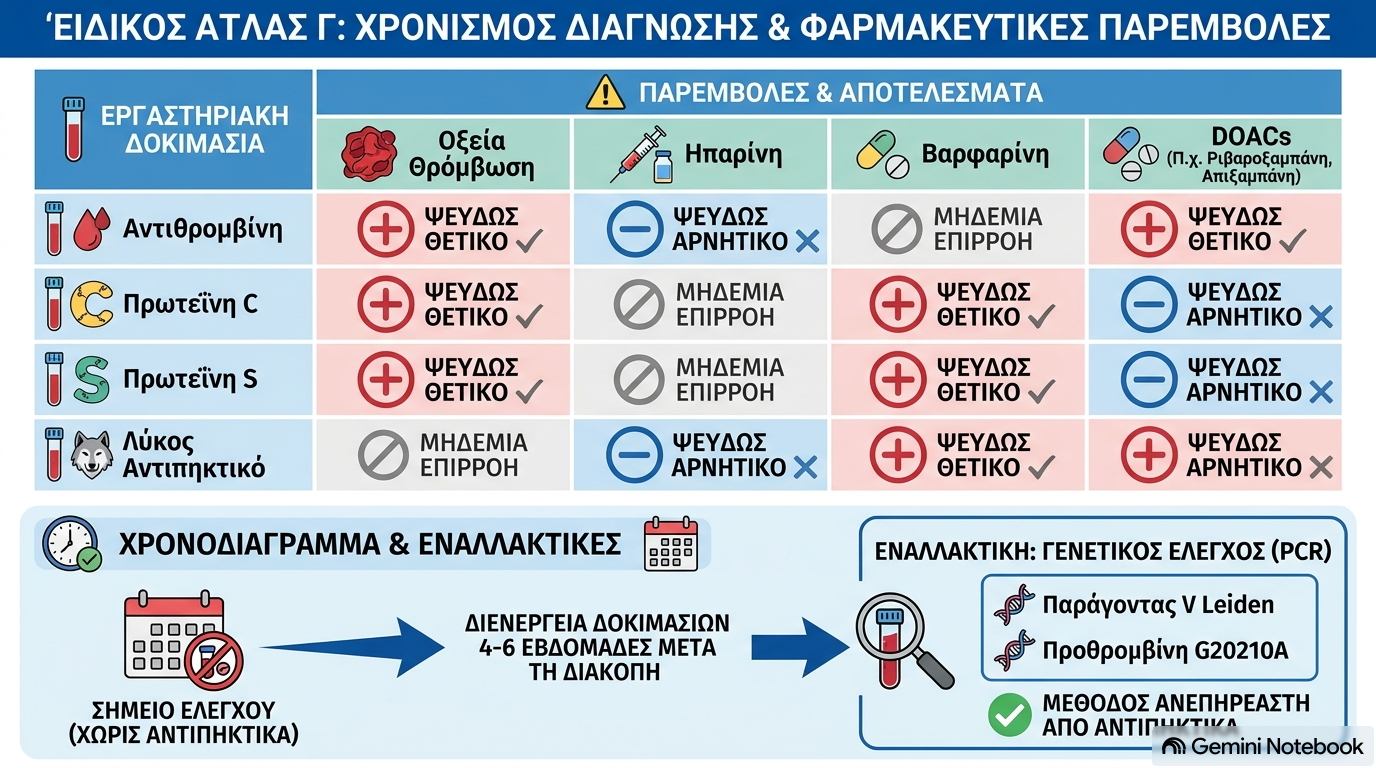 ‘ΕΙΔΙΚΟΣ ΑΤΛΑΣ Γ: ΧΡΟΝΙΣΜΟΣ ΔΙΑΓΝΩΣΗΣ & ΦΑΡΜΑΚΕΥΤΙΚΕΣ ΠΑΡΕΜΒΟΛΕΣ
ΕΡΓΑΣΤΗΡΙΑΚΗ
ΔΟΚΙΜΑΣΙΑ
ΠΑΡΕΜΒΟΛΕΣ & ΑΠΟΤΕΛΕΣΜΑΤΑ
Οξεία
Θρόμβωση
Ηπαρίνη
Βαρφαρίνη
DOACs
(Π.χ. Ριβαροξαμπάνη,
Απιξαμπάνη)
Αντιθρομβίνη
ΨΕΥΔΩΣ
ΘΕΤΙΚΟ
ΨΕΥΔΩΣ
ΑΡΝΗΤΙΚΟ
ΜΗΔΕΜΙΑ
ΕΠΙΡΡΟΗ
ΨΕΥΔΩΣ
ΘΕΤΙΚΟ
Πρωτεΐνη C
ΨΕΥΔΩΣ
ΘΕΤΙΚΟ
ΜΗΔΕΜΙΑ
ΕΠΙΡΡΟΗ
ΨΕΥΔΩΣ
ΘΕΤΙΚΟ
ΨΕΥΔΩΣ
ΑΡΝΗΤΙΚΟ
Πρωτεΐνη S
ΨΕΥΔΩΣ
ΘΕΤΙΚΟ
ΜΗΔΕΜΙΑ
ΕΠΙΡΡΟΗ
ΨΕΥΔΩΣ
ΘΕΤΙΚΟ
ΨΕΥΔΩΣ
ΑΡΝΗΤΙΚΟ
Λύκος
Αντιπηκτικό
ΜΗΔΕΜΙΑ
ΕΠΙΡΡΟΗ
ΨΕΥΔΩΣ
ΑΡΝΗΤΙΚΟ
ΨΕΥΔΩΣ
ΘΕΤΙΚΟ
ΨΕΥΔΩΣ
ΑΡΝΗΤΙΚΟ
ΧΡΟΝΟΔΙΑΓΡΑΜΜΑ & ΕΝΑΛΛΑΚΤΙΚΕΣ
ΣΗΜΕΙΟ ΕΛΕΓΧΟΥ
(ΧΩΡΙΣ ΑΝΤΙΠΗΚΤΙΚΑ)
ΔΙΕΝΕΡΓΕΙΑ ΔΟΚΙΜΑΣΙΩΝ
4-6 ΕΒΔΟΜΑΔΕΣ ΜΕΤΑ
ΤΗ ΔΙΑΚΟΠΗ
ΕΝΑΛΛΑΚΤΙΚΗ: ΓΕΝΕΤΙΚΟΣ ΕΛΕΓΧΟΣ (PCR)
Παράγοντας V Leiden
Προθρομβίνη G20210A
ΜΕΘΟΔΟΣ ΑΝΕΠΗΡΕΑΣΤΗ
ΑΠΟ ΑΝΤΙΠΗΚΤΙΚΑ
Gemini Notebook